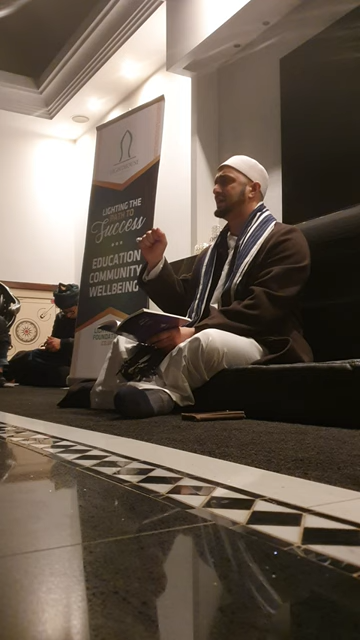 LIGHTING THE
PATH TO
Success
EDUCATION
COMMUNITY
WELLBEING